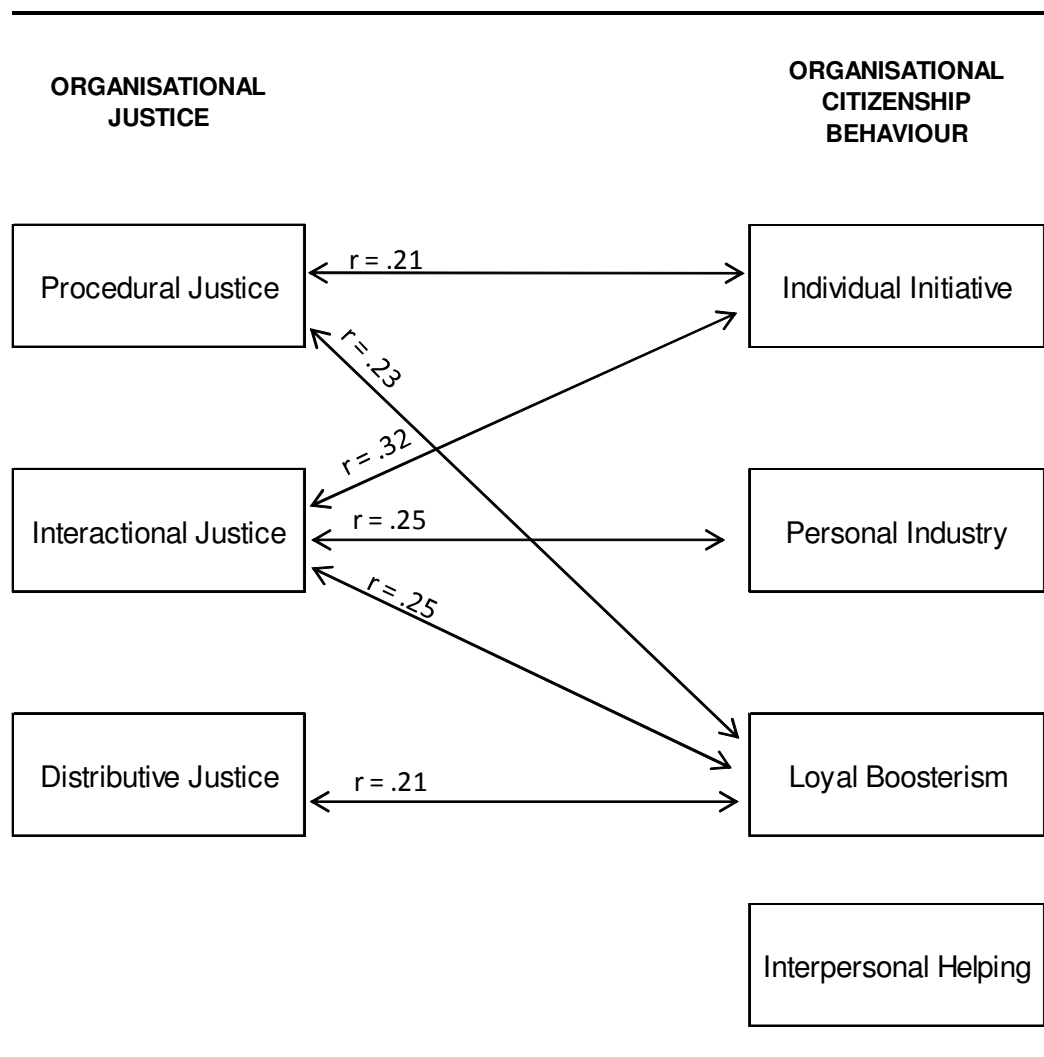 ORGANISATIONAL
JUSTICE
ORGANISATIONAL
CITIZENSHIP
BEHAVIOUR
Procedural Justice
r = .21
Individual Initiative
r = .23
r = .32
Interactional Justice
r = .25
Personal Industry
r = .25
Distributive Justice
r = .21
Loyal Boosterism
Interpersonal Helping